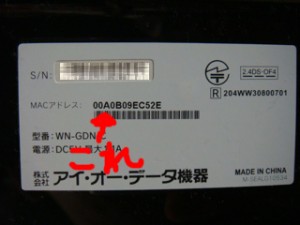 2.4DS・OF4
S/N:
R 204WW30800701
MACアドレス: 00A0B09EC52E
型番: WN-GDN
電源: DC5V 最大 A
これ
株式会社 アイ・オー・データ機器
MADE IN CHINA